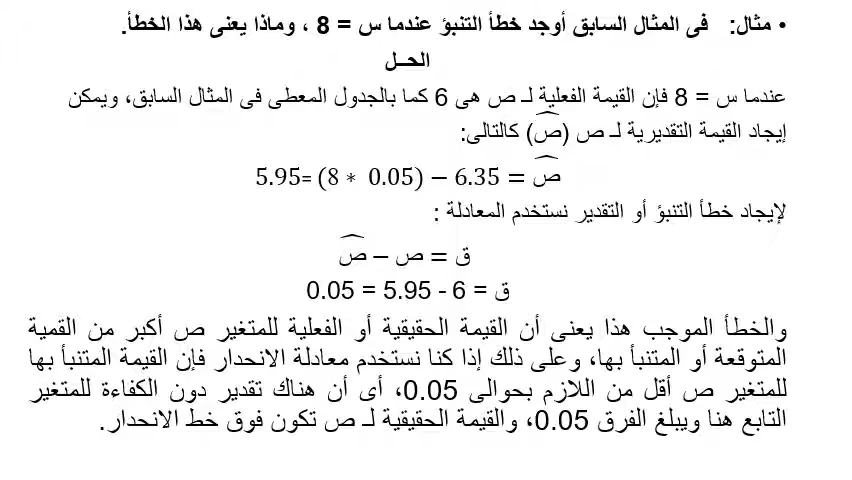 • مثال: فى المثال السابق أوجد خطأ التنبؤ عندما س = 8 ، وماذا يعنى هذا الخطأ.
الحــل
عندما س = 8 فإن القيمة الفعلية لـ ص هى 6 كما بالجدول المعطى فى المثال السابق، ويمكن
إيجاد القيمة التقديرية لـ ص (ص̂) كالتالى:
ص̂ = 6.35 − (0.05 ∗ 8) =5.95
لإيجاد خطأ التنبؤ أو التقدير نستخدم المعادلة :
ق = ص – ص̂
ق = 6 - 5.95 = 0.05
والخطأ الموجب هذا يعنى أن القيمة الحقيقية أو الفعلية للمتغير ص أكبر من القمية
المتوقعة أو المتنبأ بها، وعلى ذلك إذا كنا نستخدم معادلة الانحدار فإن القيمة المتنبأ بها
للمتغير ص أقل من اللازم بحوالى 0.05، أى أن هناك تقدير دون الكفاءة للمتغير
التابع هنا ويبلغ الفرق 0.05، والقيمة الحقيقية لـ ص تكون فوق خط الانحدار.